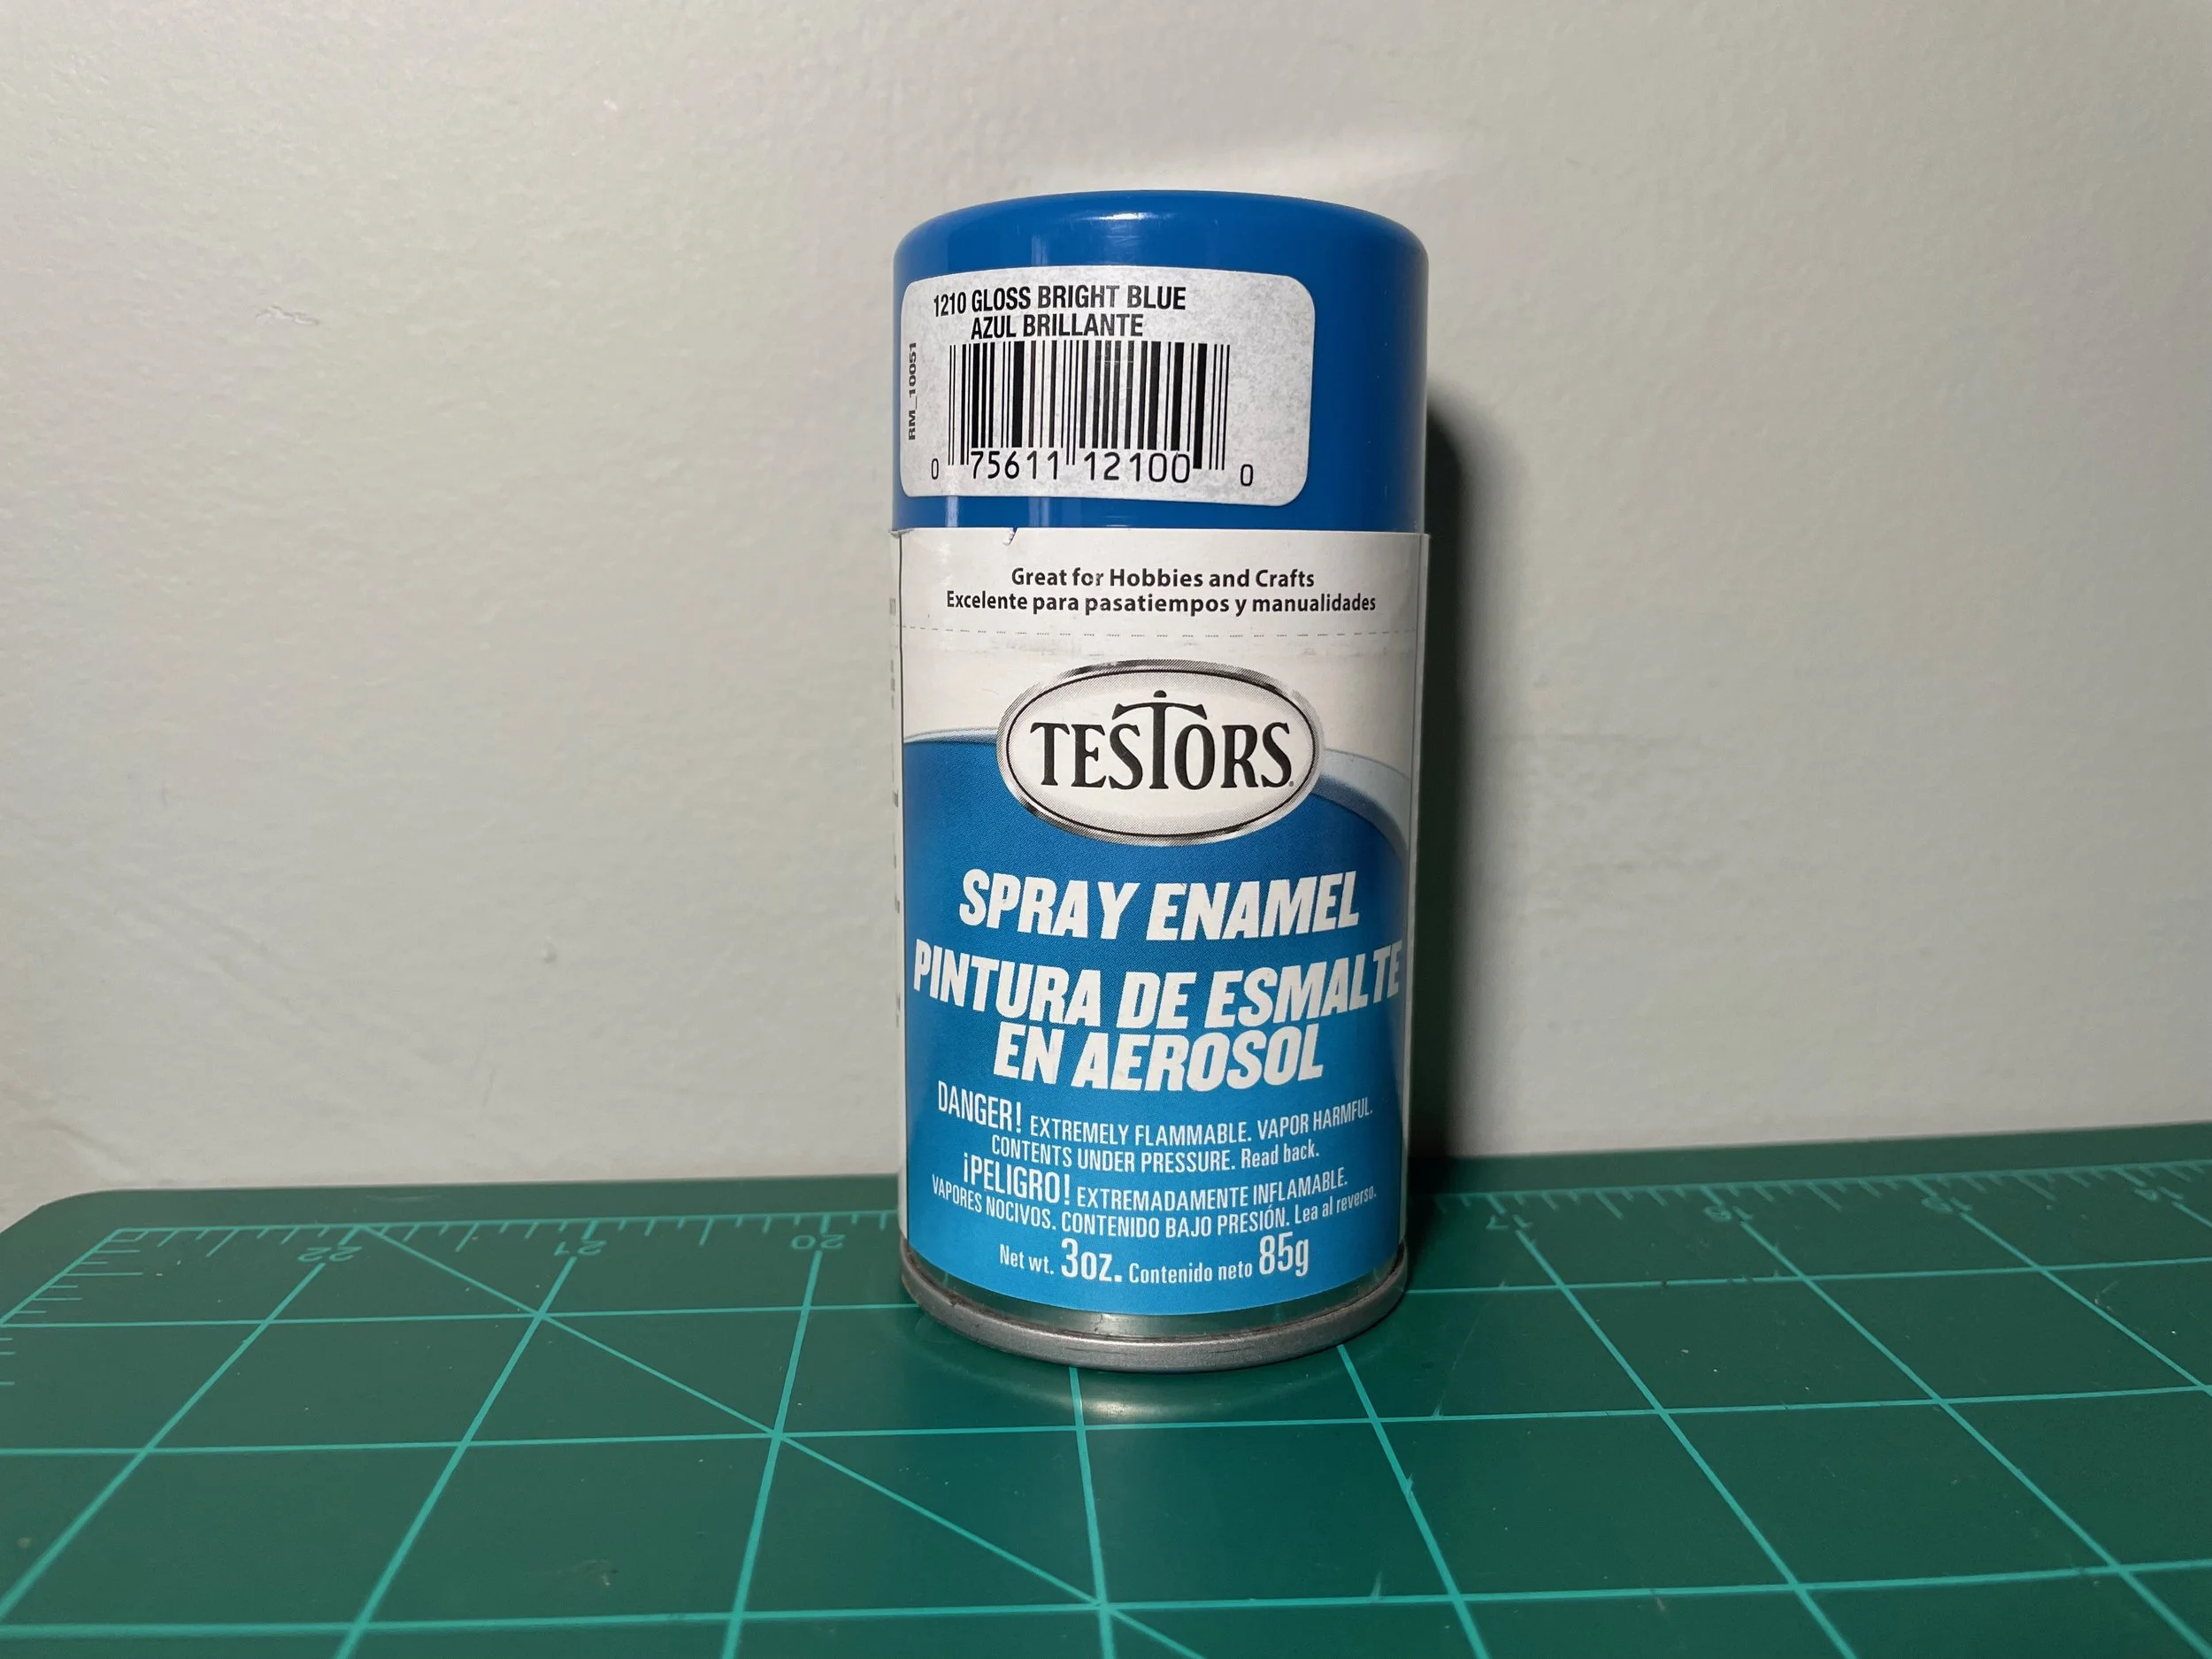 1210 GLOSS BRIGHT BLUE
AZUL BRILLANTE
RM_10051
0 75611 12100 0
Great for Hobbies and Crafts
Excelente para pasatiempos y manualidades
TESTORS
SPRAY ENAMEL
PINTURA DE ESMALTE
EN AEROSOL
DANGER! EXTREMELY FLAMMABLE. VAPOR HARMFUL.
CONTENTS UNDER PRESSURE. Read back.
¡PELIGRO! EXTREMADAMENTE INFLAMABLE.
VAPORES NOCIVOS. CONTENIDO BAJO PRESIÓN. Lea al reverso.
Net wt. 3oz. Contenido neto 85g
22 21 20 17